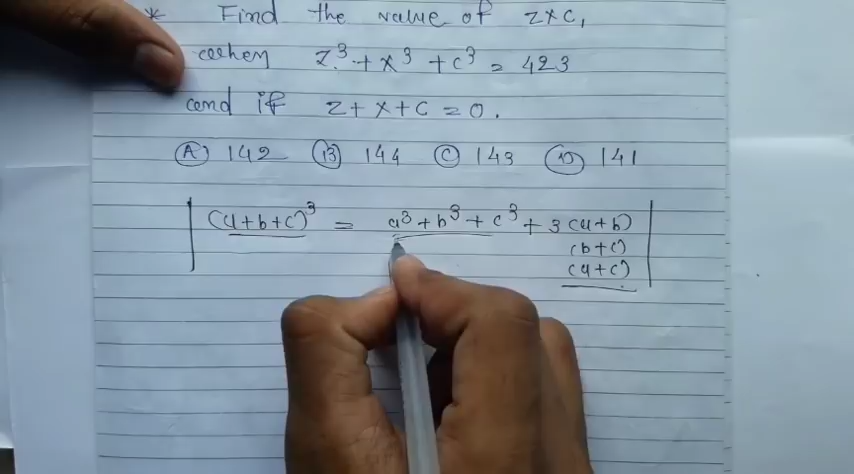 * Find the value of zxc,
when z³ + x³ + c³ = 423
and if z + x + c = 0.
(A) 142 (B) 144 (C) 143 (D) 141
(a+b+c)³ = a³ + b³ + c³ + 3 (a+b)
(b+c)
(a+c)